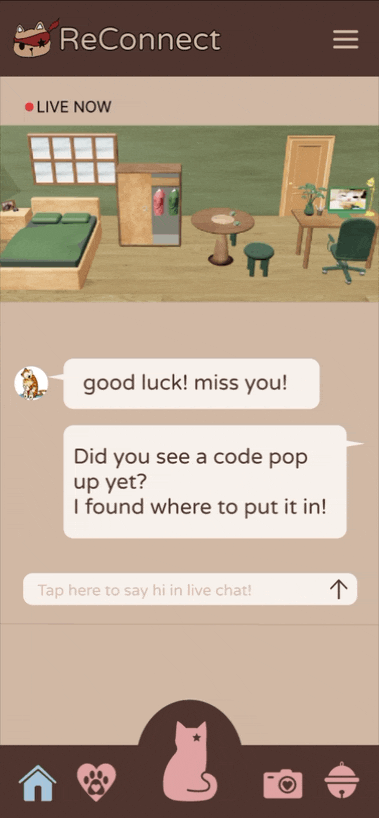 ReConnect
LIVE NOW
good luck! miss you!
Did you see a code pop
up yet?
I found where to put it in!
Tap here to say hi in live chat!